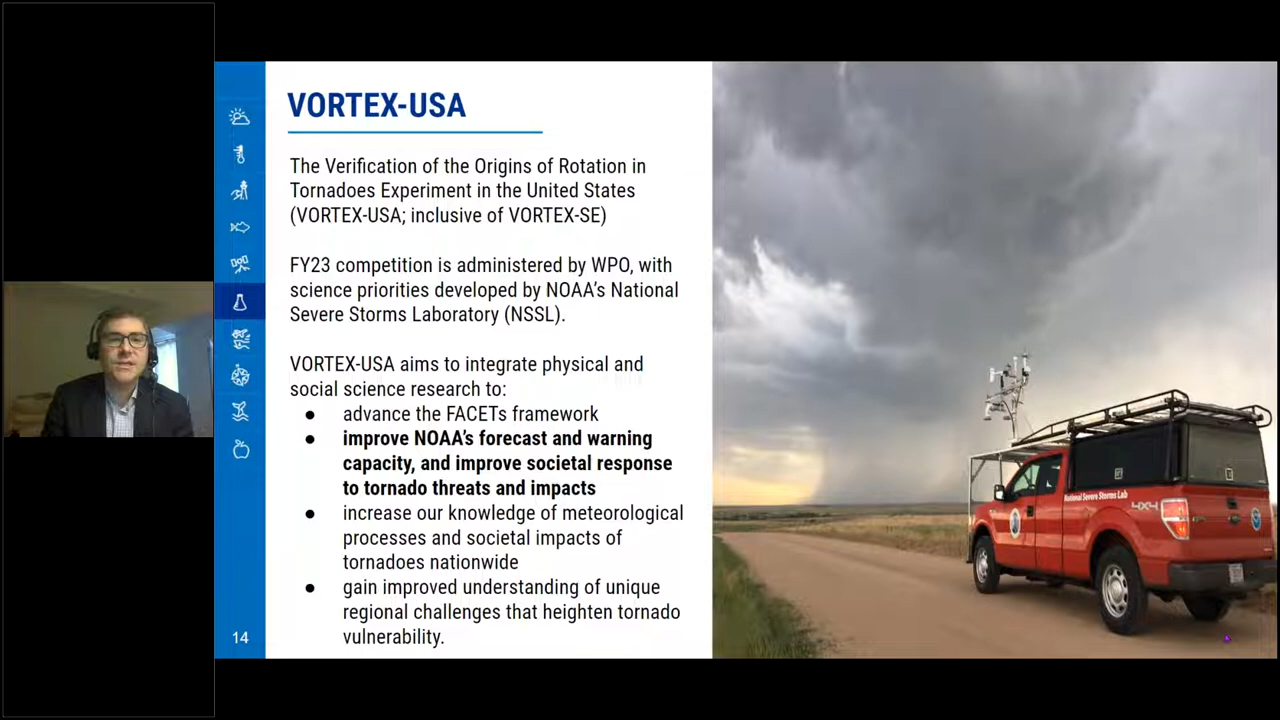 VORTEX-USA
The Verification of the Origins of Rotation in
Tornadoes Experiment in the United States
(VORTEX-USA; inclusive of VORTEX-SE)
FY23 competition is administered by WPO, with
science priorities developed by NOAA's National
Severe Storms Laboratory (NSSL).
VORTEX-USA aims to integrate physical and
social science research to:
● advance the FACETs framework
● improve NOAA's forecast and warning
capacity, and improve societal response
to tornado threats and impacts
● increase our knowledge of meteorological
processes and societal impacts of
tornadoes nationwide
● gain improved understanding of unique
regional challenges that heighten tornado
vulnerability.
14
National Severe Storms Lab
4X4